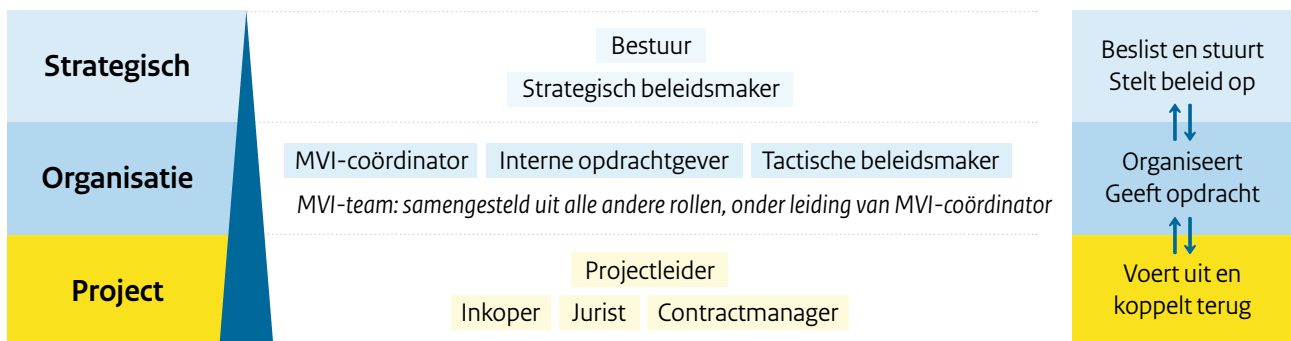 Strategisch
Bestuur
Strategisch beleidsmaker
Beslist en stuurt
Stelt beleid op
Organisatie
MVI-coördinator Interne opdrachtgever Tactische beleidsmaker
MVI-team: samengesteld uit alle andere rollen, onder leiding van MVI-coördinator
Organiseert
Geeft opdracht
Project
Projectleider
Inkoper Jurist Contractmanager
Voert uit en
koppelt terug